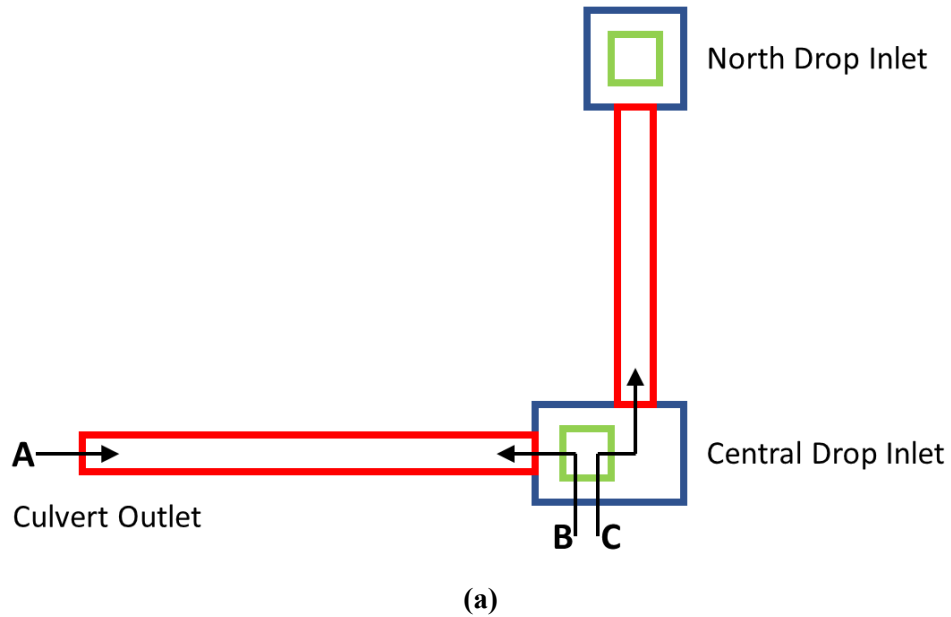 North Drop Inlet
A
Central Drop Inlet
Culvert Outlet
B C
(a)